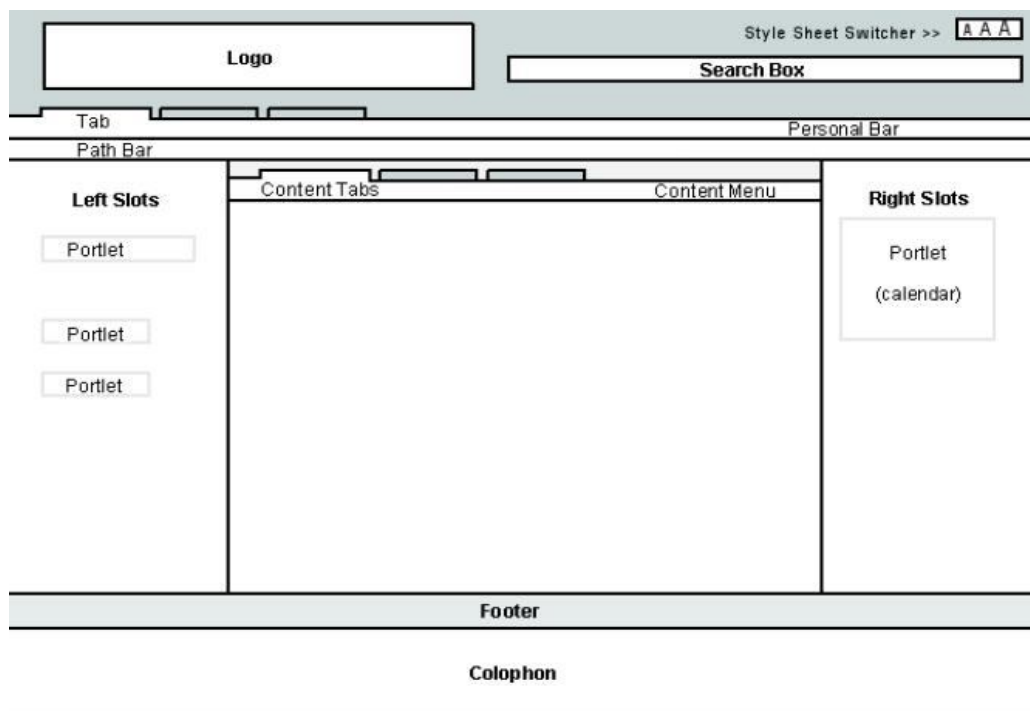 Style Sheet Switcher >> A A A
Logo
Search Box
Tab
Personal Bar
Path Bar
Content Tabs Content Menu
Left Slots
Right Slots
Portlet
Portlet
(calendar)
Portlet
Portlet
Footer
Colophon